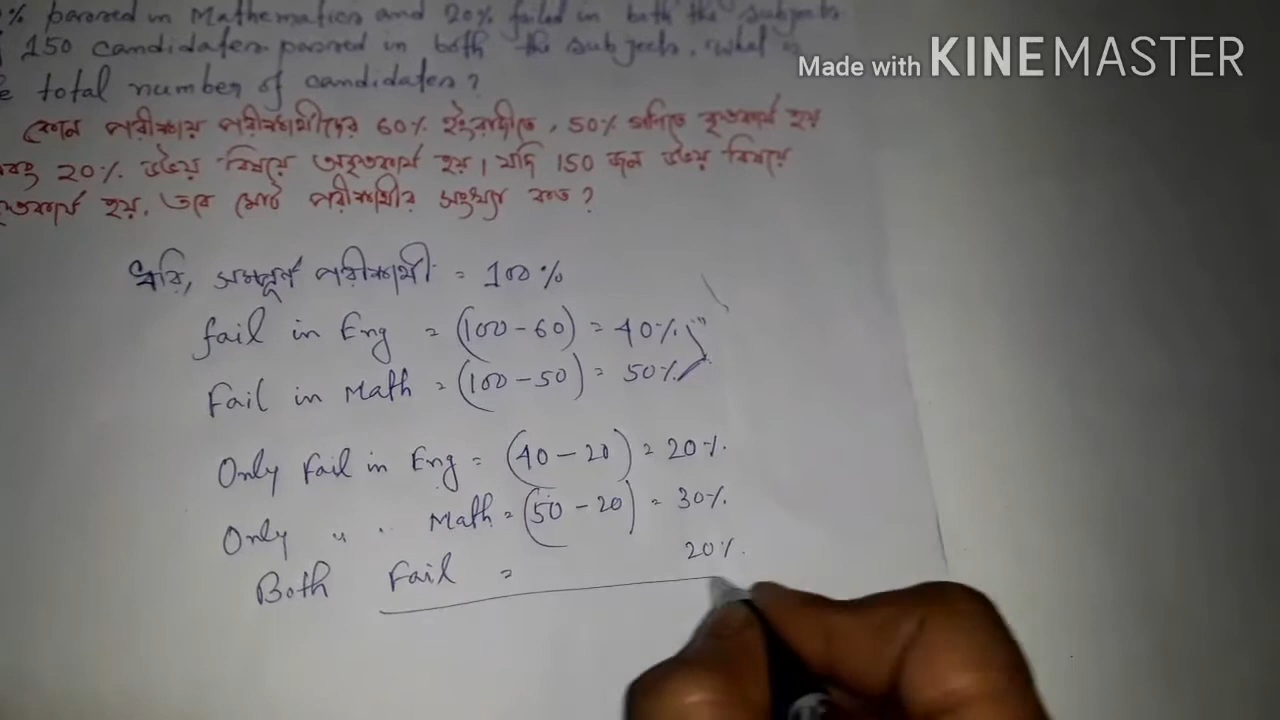 % passed in Mathematics and 20% failed in both the subjects
150 candidates passed in both the subjects, what is
Made with KINEMASTER
total number of candidates?
কোন পরীক্ষায় পরীক্ষার্থীদের 60% ইংরাজীতে, 50% গনিতে কৃতকার্য হয়
এবং 20% উভয় বিষয়ে অকৃতকার্য হয়। যদি 150 জন উভয় বিষয়ে
কৃতকার্য হয়, তবে মোট পরীক্ষার্থীর সংখ্যা কত?
ধরি, সম্পূর্ণ পরীক্ষার্থী = 100%
fail in Eng = (100-60) = 40%
Fail in Math = (100-50) = 50%
Only Fail in Eng = (40-20) = 20%.
Only " " Math = (50-20) = 30%
Both Fail = 20%.